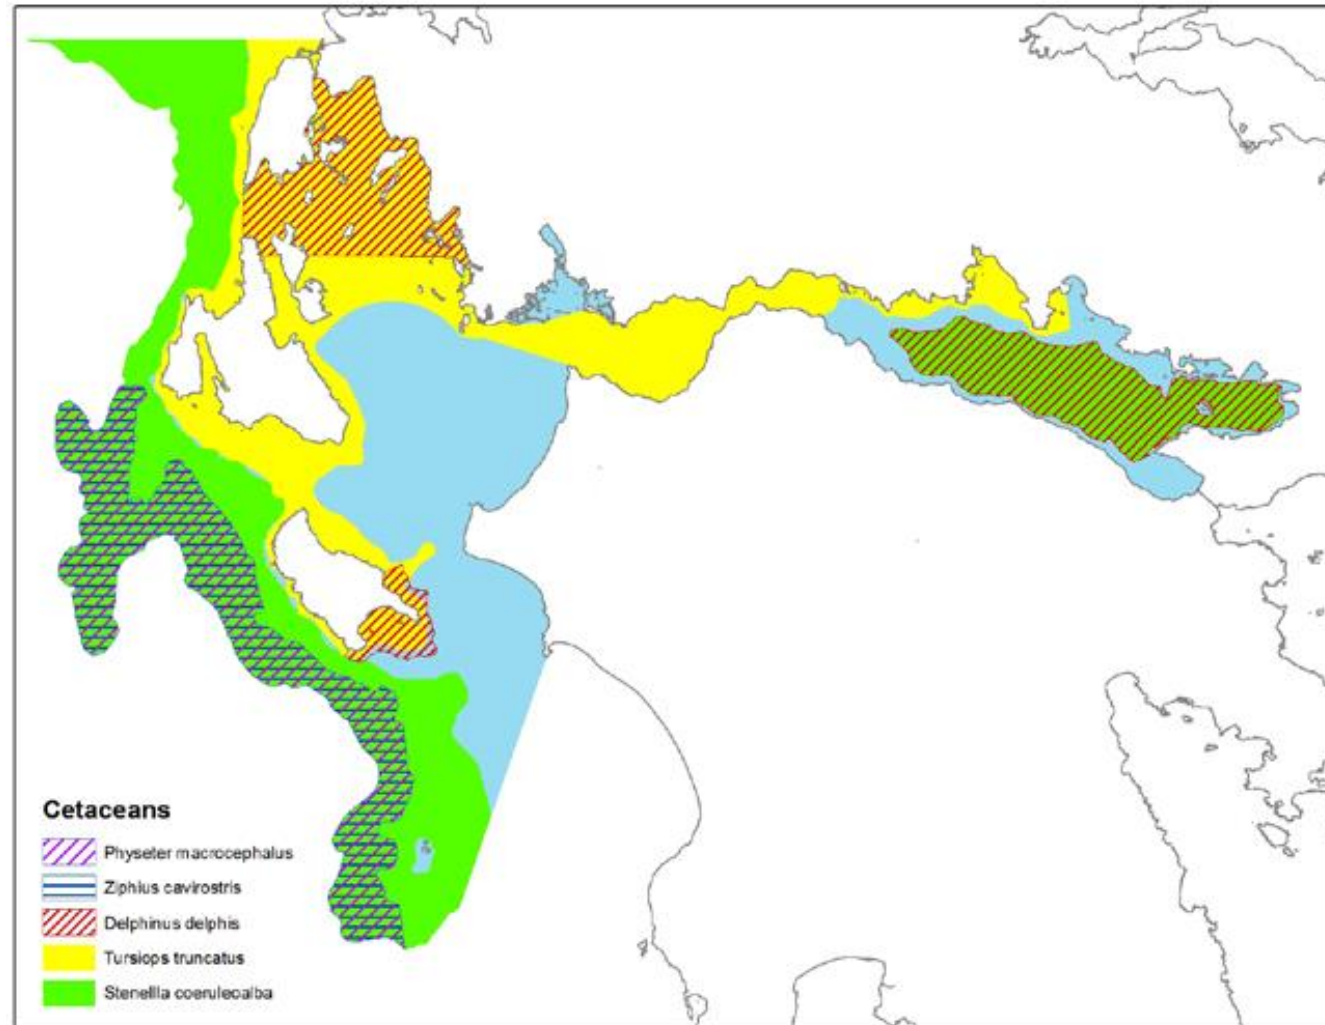 Cetaceans
Physeter macrocephalus
Ziphius cavirostris
Delphinus delphis
Tursiops truncatus
Stenellla coeruleoalba